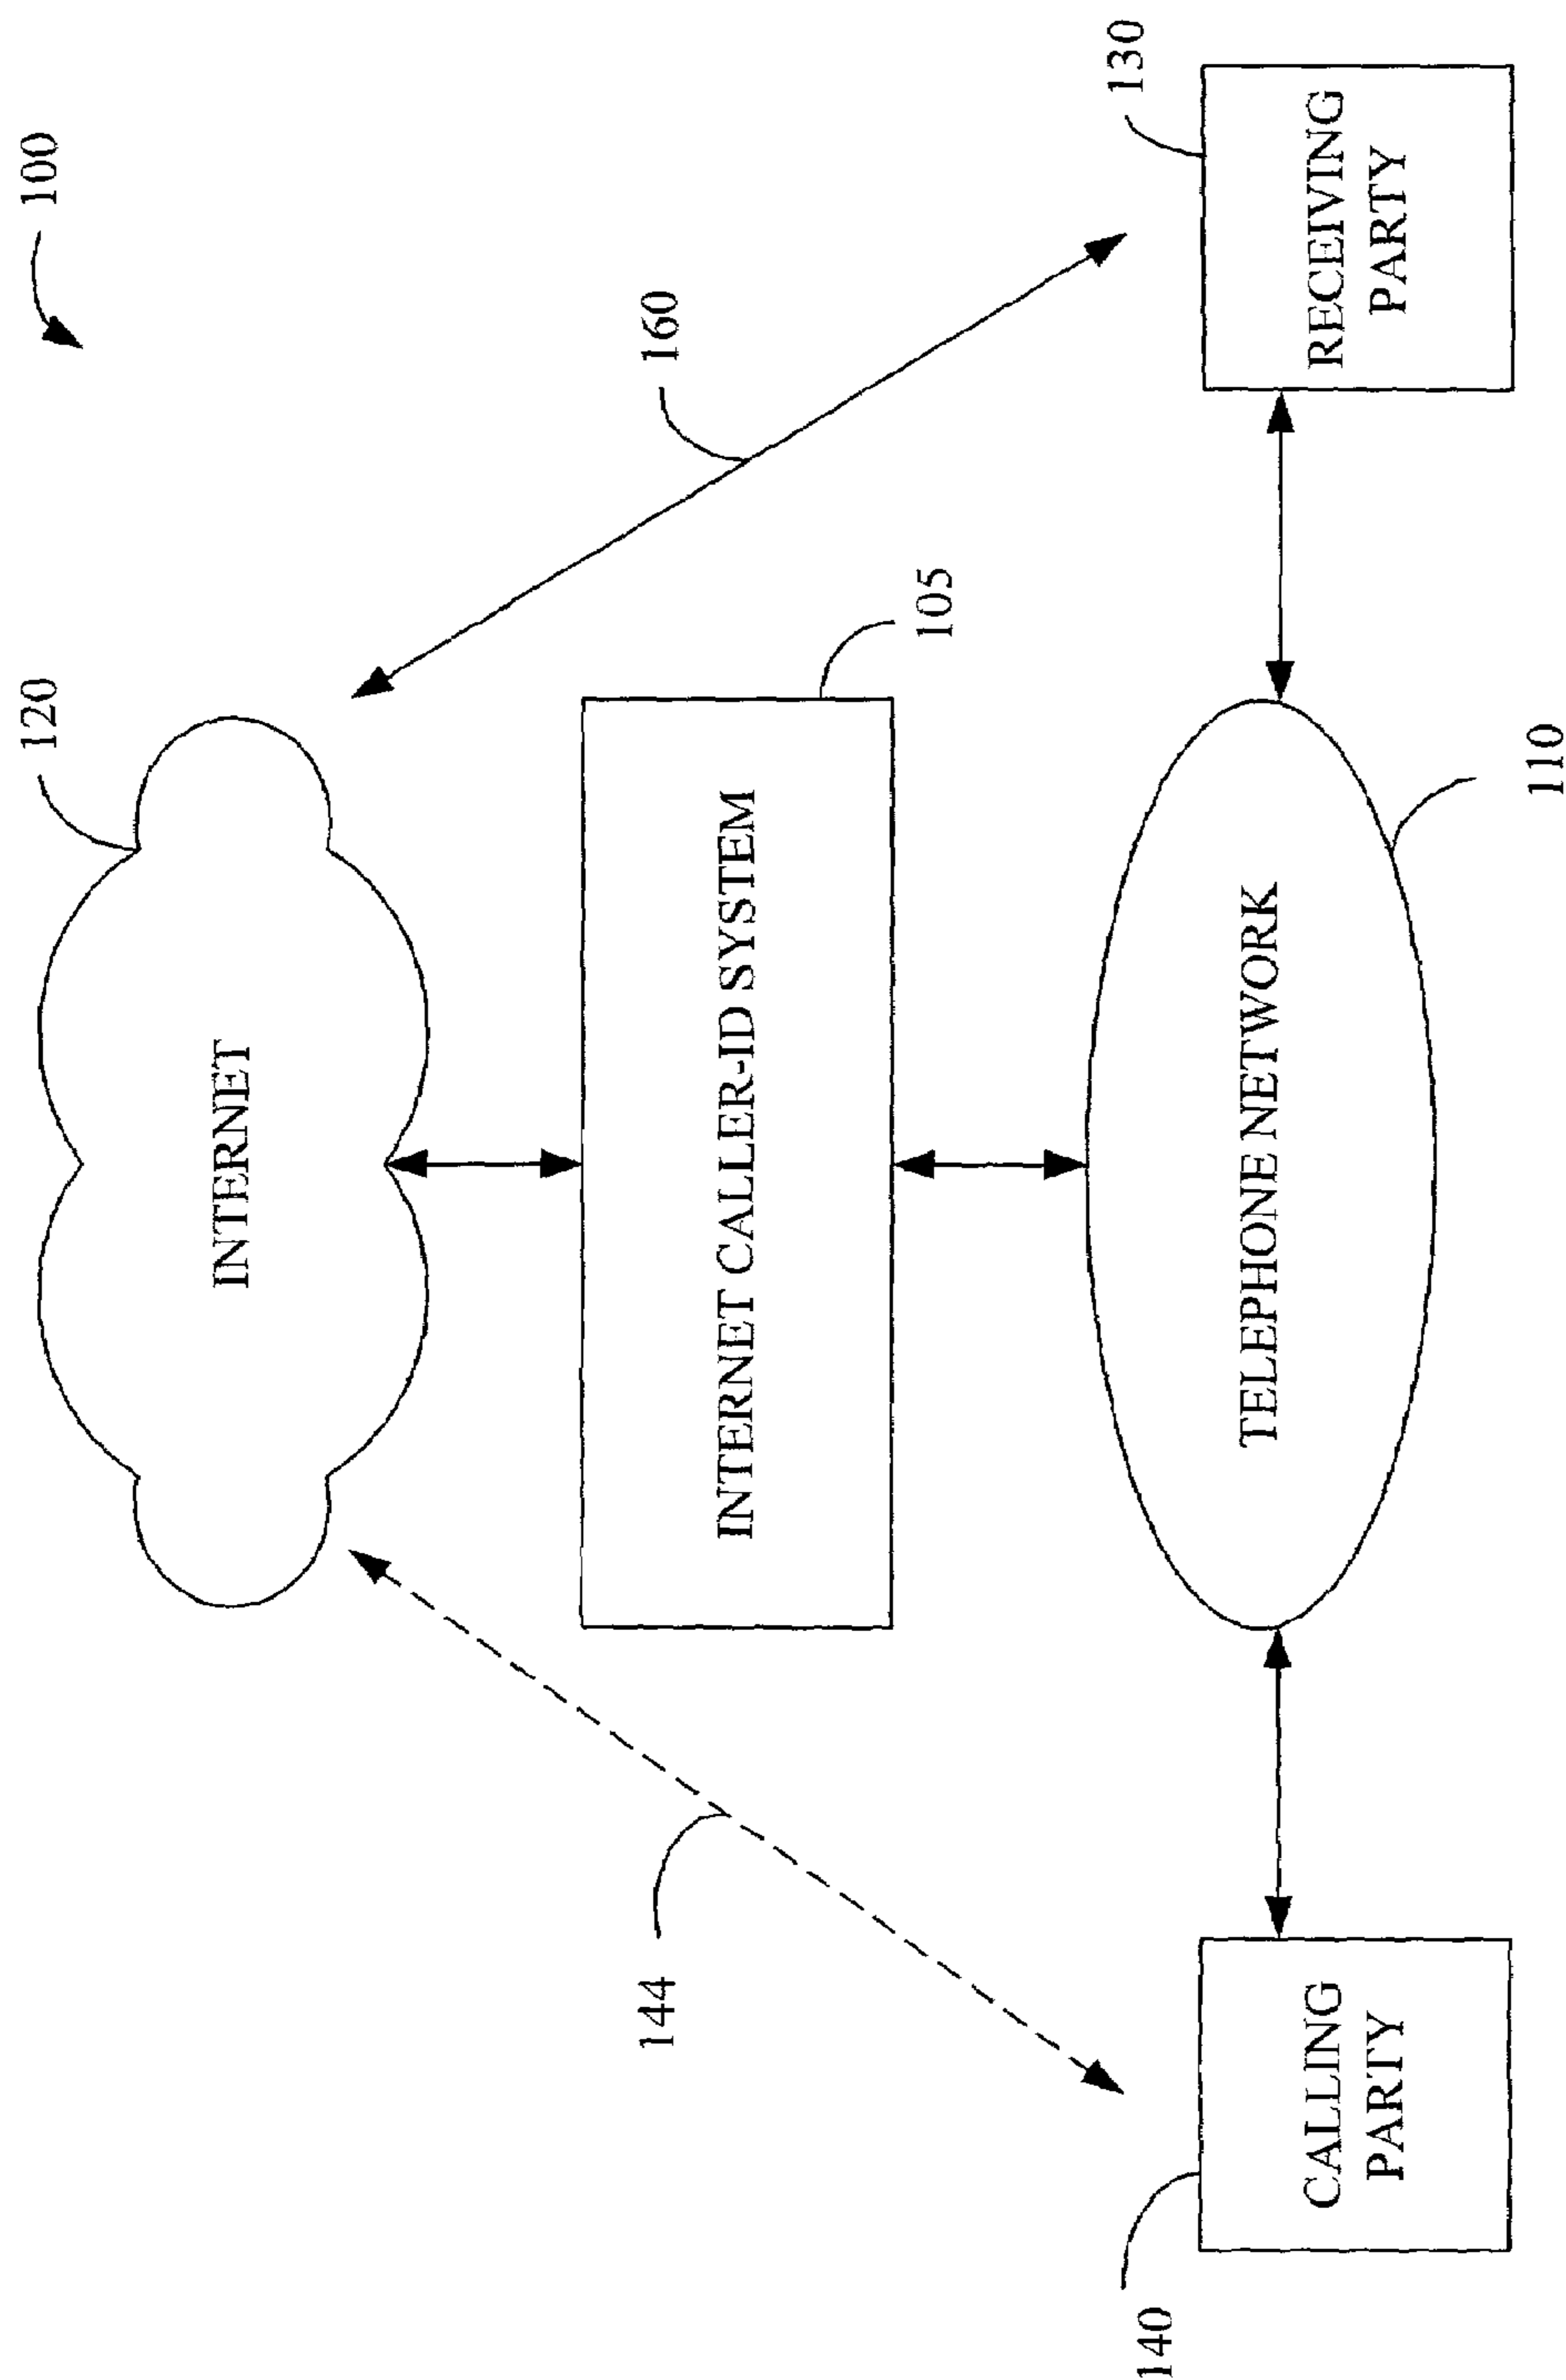 100
120
INTERNET
160
144
INTERNET CALLER-ID SYSTEM
105
130
140
CALLING
PARTY
TELEPHONE NETWORK
RECEIVING
PARTY
110